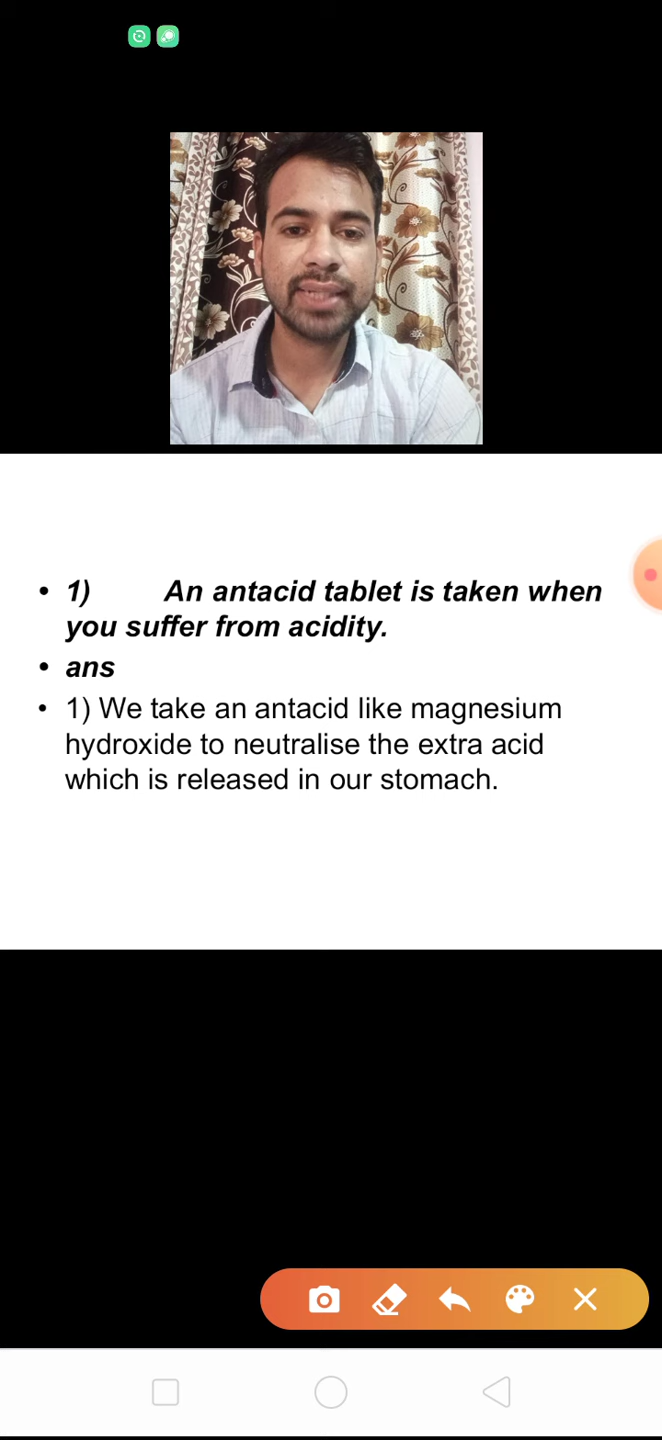 • 1) An antacid tablet is taken when
you suffer from acidity.
• ans
• 1) We take an antacid like magnesium
hydroxide to neutralise the extra acid
which is released in our stomach.